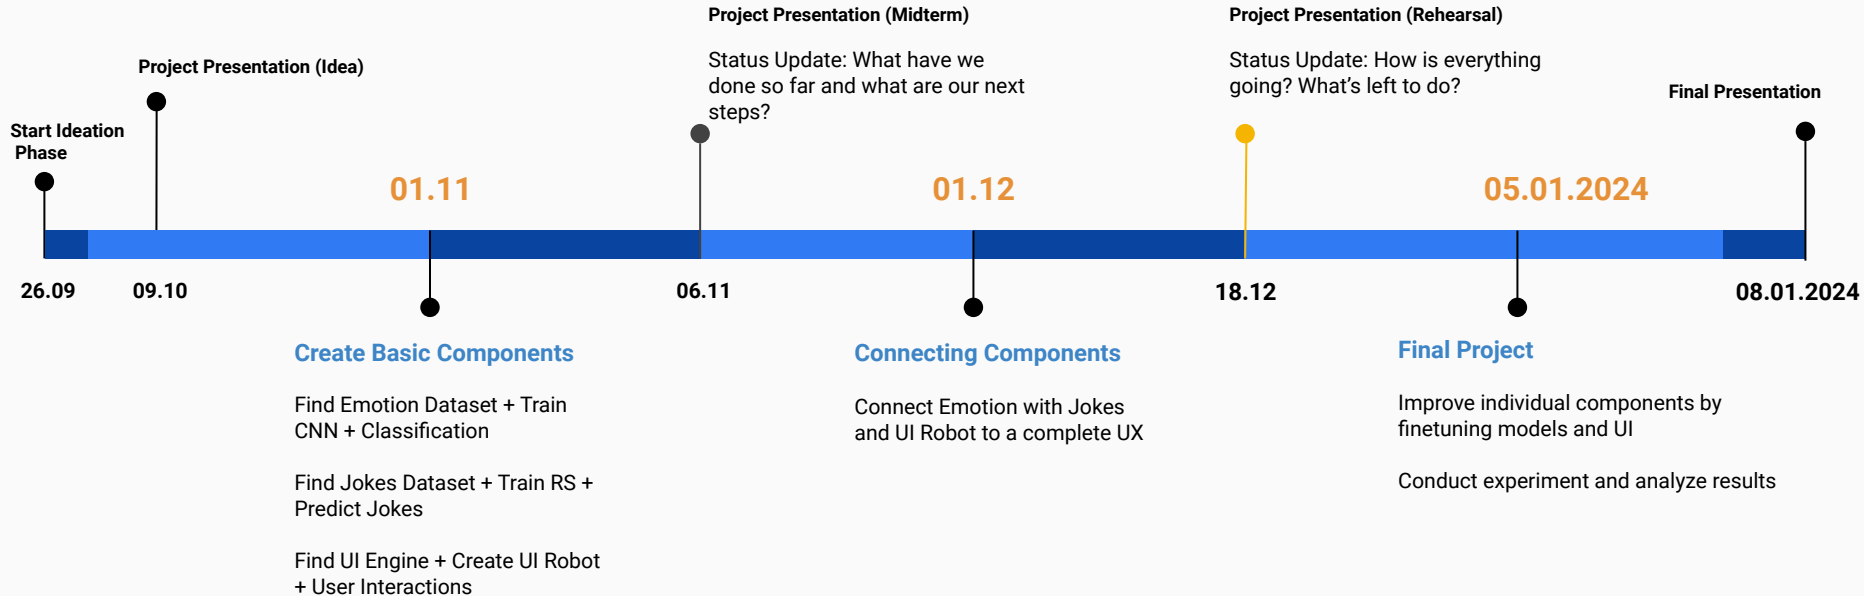 Project Presentation (Midterm)
Status Update: What have we
done so far and what are our next
steps?
Project Presentation (Rehearsal)
Status Update: How is everything
going? What’s left to do?
Project Presentation (Idea)
Final Presentation
Start Ideation
Phase
01.11
01.12
05.01.2024
26.09
09.10
06.11
18.12
08.01.2024
Create Basic Components
Find Emotion Dataset + Train
CNN + Classification
Find Jokes Dataset + Train RS +
Predict Jokes
Find UI Engine + Create UI Robot
+ User Interactions
Connecting Components
Connect Emotion with Jokes
and UI Robot to a complete UX
Final Project
Improve individual components by
finetuning models and UI
Conduct experiment and analyze results